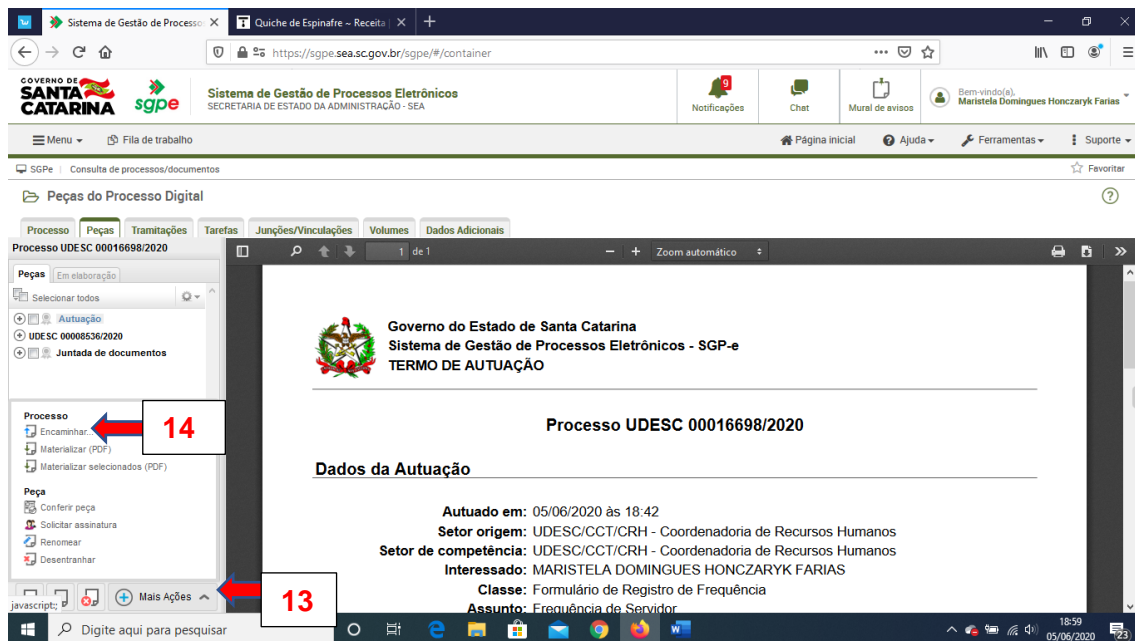 Sistema de Gestão de Processo
Quiche de Espinafre ~ Receita
https://sgpe.sea.sc.gov.br/sgpe/#/container
GOVERNO DE
SANTA
CATARINA
sgpe
Sistema de Gestão de Processos Eletrônicos
SECRETARIA DE ESTADO DA ADMINISTRAÇÃO - SEA
9
Notificações
Chat
Mural de avisos
Bem-vindo(a),
Maristela Domingues Honczaryk Farias
Menu
Fila de trabalho
Página inicial
Ajuda
Ferramentas
Suporte
SGPe | Consulta de processos/documentos
Favoritar
Peças do Processo Digital
Processo Peças Tramitações Tarefas Junções/Vinculações Volumes Dados Adicionais
Processo UDESC 00016698/2020
1 de 1
Zoom automático
Peças Em elaboração
Selecionar todos
Autuação
UDESC 00008536/2020
Juntada de documentos
Processo
Encaminhar...
14
Materializar (PDF)
Materializar selecionados (PDF)
Peça
Conferir peça
Solicitar assinatura
Renomear
Desentranhar
Mais Ações
13
javascript:;
Governo do Estado de Santa Catarina
Sistema de Gestão de Processos Eletrônicos - SGP-e
TERMO DE AUTUAÇÃO
Processo UDESC 00016698/2020
Dados da Autuação
Autuado em: 05/06/2020 às 18:42
Setor origem: UDESC/CCT/CRH - Coordenadoria de Recursos Humanos
Setor de competência: UDESC/CCT/CRH - Coordenadoria de Recursos Humanos
Interessado: MARISTELA DOMINGUES HONCZARYK FARIAS
Classe: Formulário de Registro de Frequência
Assunto: Frequência de Servidor
Digite aqui para pesquisar
18:59
05/06/2020
23